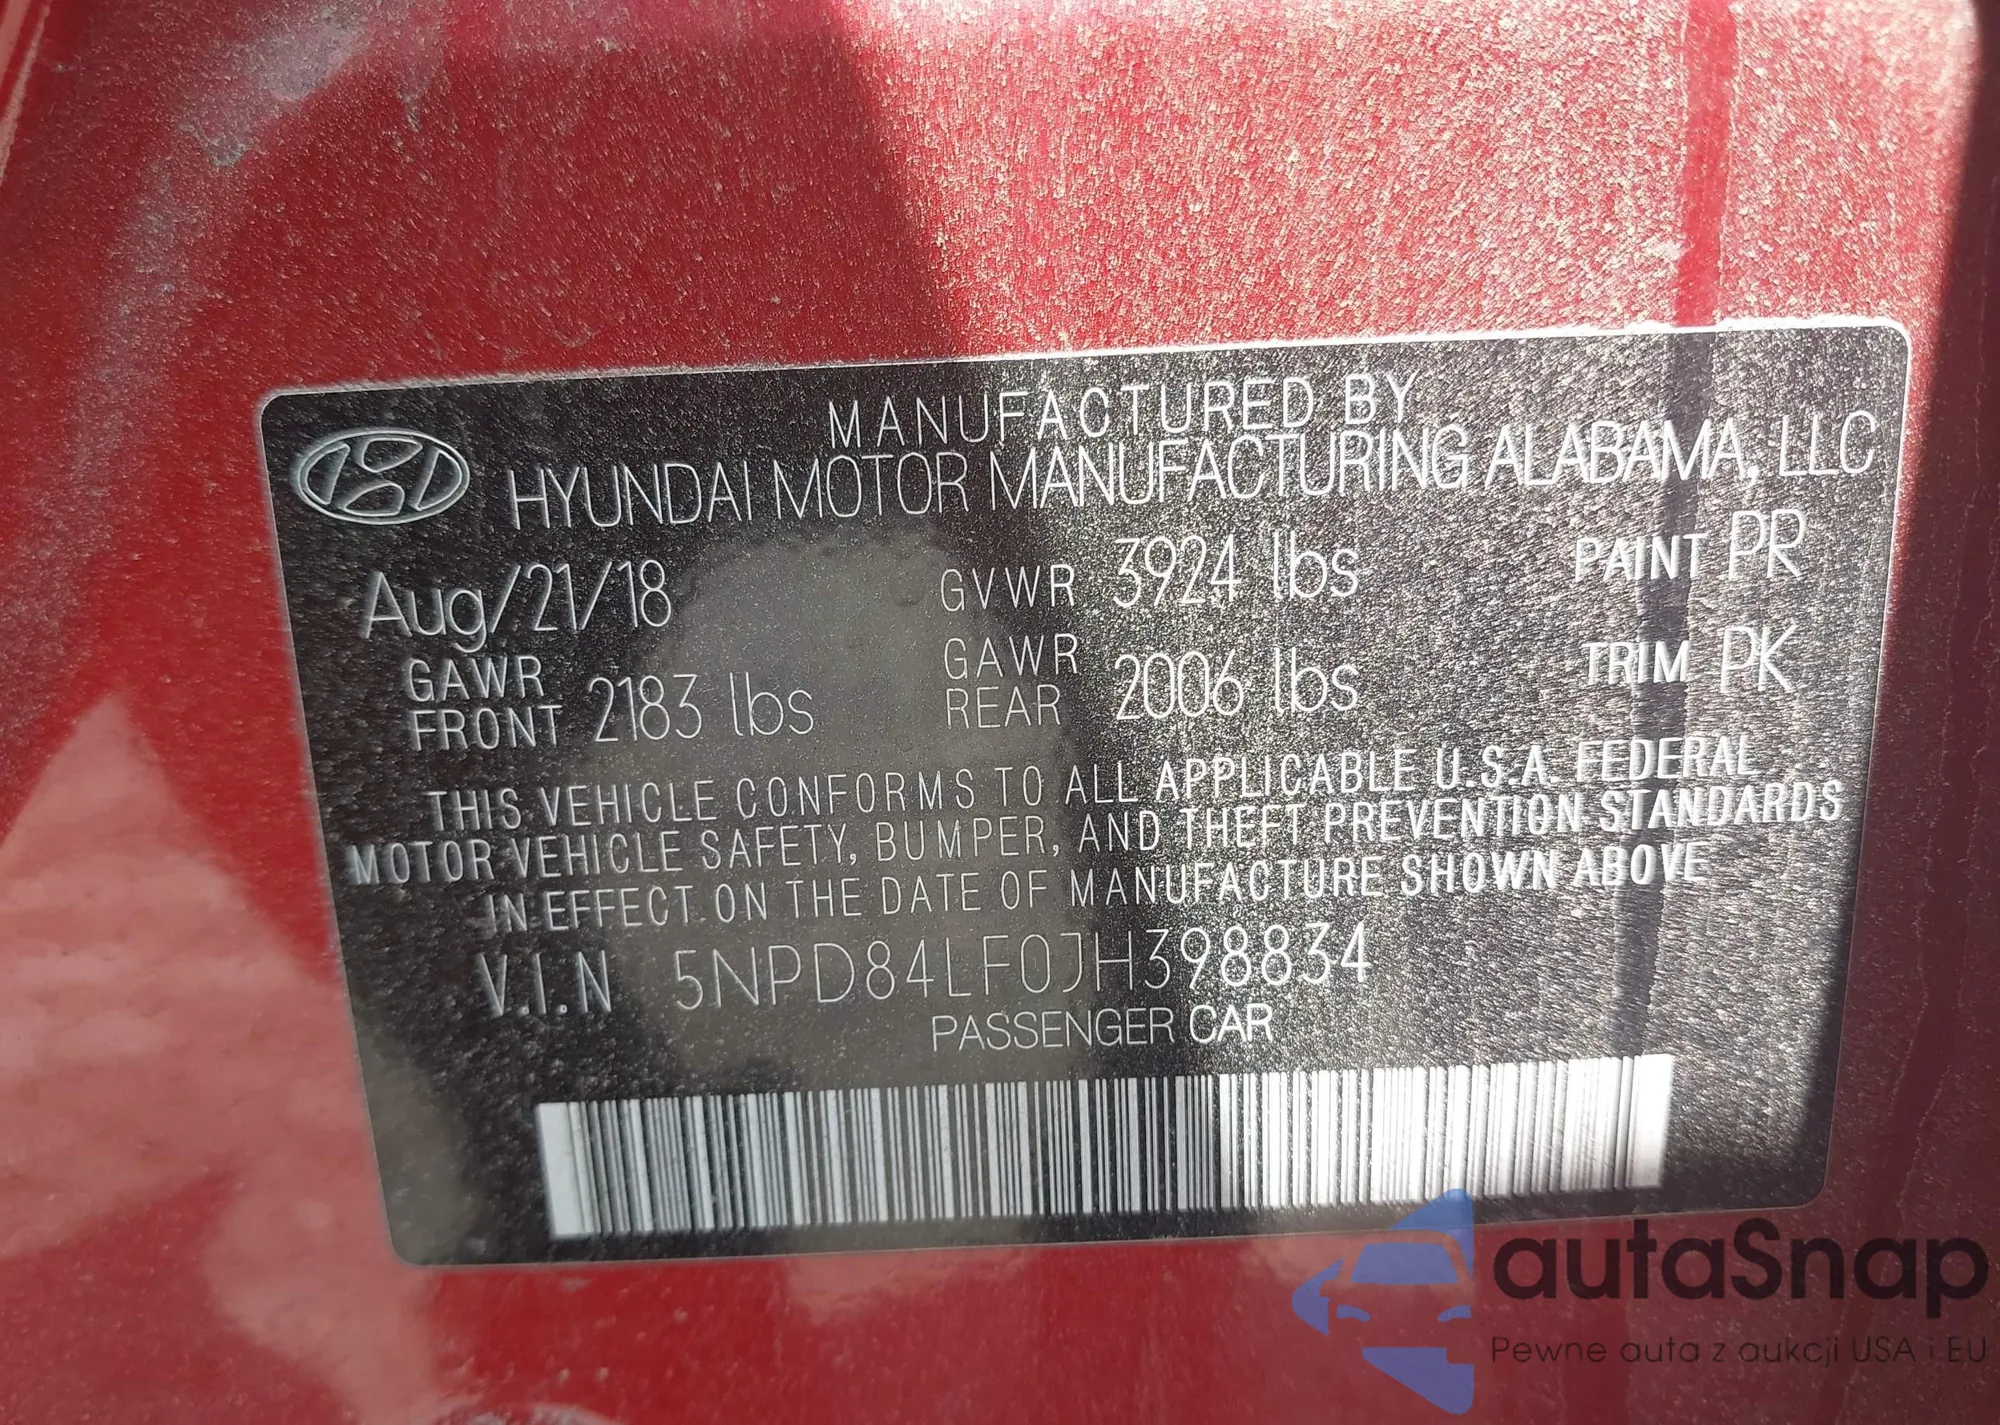 MANUFACTURED BY
HYUNDAI MOTOR MANUFACTURING ALABAMA, LLC
Aug/21/18 GVWR 3924 lbs PAINT PR
GAWR FRONT 2183 lbs GAWR REAR 2006 lbs TRIM PK
THIS VEHICLE CONFORMS TO ALL APPLICABLE U.S.A. FEDERAL
MOTOR VEHICLE SAFETY, BUMPER, AND THEFT PREVENTION STANDARDS
IN EFFECT ON THE DATE OF MANUFACTURE SHOWN ABOVE
V.I.N 5NPD84LF0JH398834
PASSENGER CAR
autaSnap
Pewne auta z aukcji USA i EU